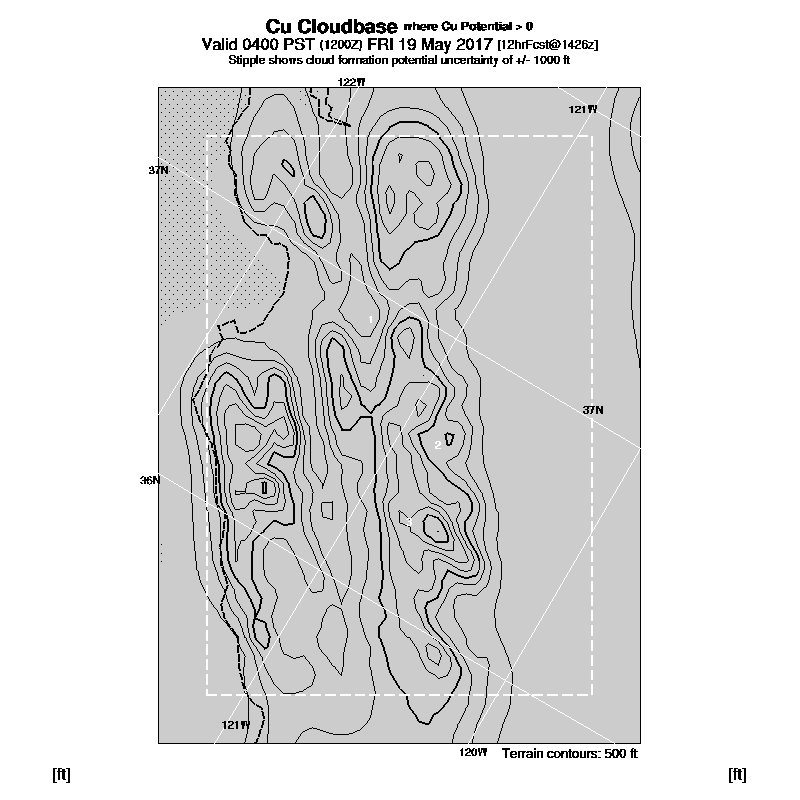 Cu Cloudbase where Cu Potential > 0
Valid 0400 PST (1200Z) FRI 19 May 2017 [12hrFcst@1426z]
Stipple shows cloud formation potential uncertainty of +/- 1000 ft
122W
121W
37N
1
37N
2
36N
3
121W
120W Terrain contours: 500 ft
[ft] [ft]